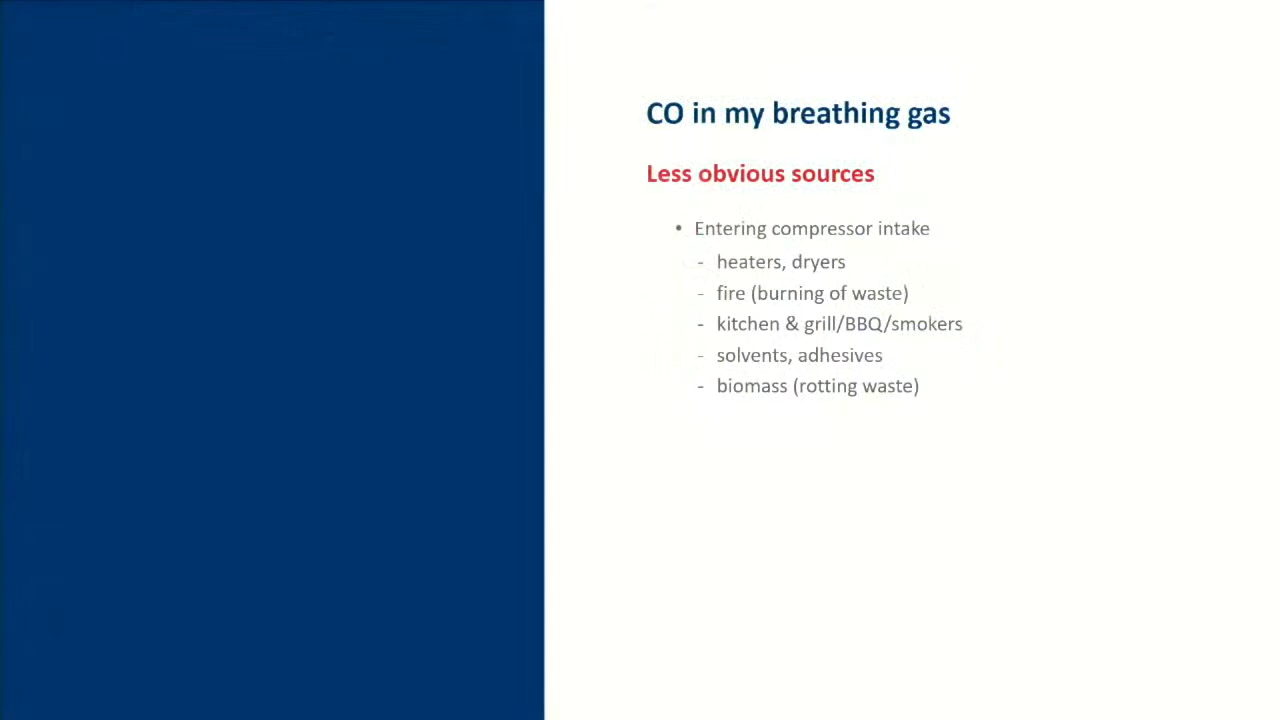 CO in my breathing gas
Less obvious sources
• Entering compressor intake
- heaters, dryers
- fire (burning of waste)
- kitchen & grill/BBQ/smokers
- solvents, adhesives
- biomass (rotting waste)